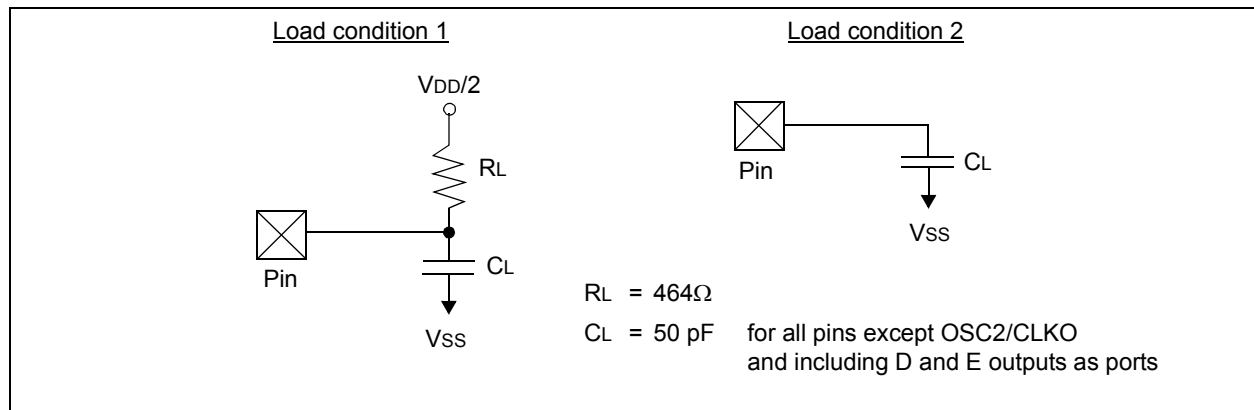 Load condition 1
VDD/2
RL
Pin
CL
VSS
Load condition 2
Pin
CL
VSS
RL = 464Ω
CL = 50 pF for all pins except OSC2/CLKO
and including D and E outputs as ports